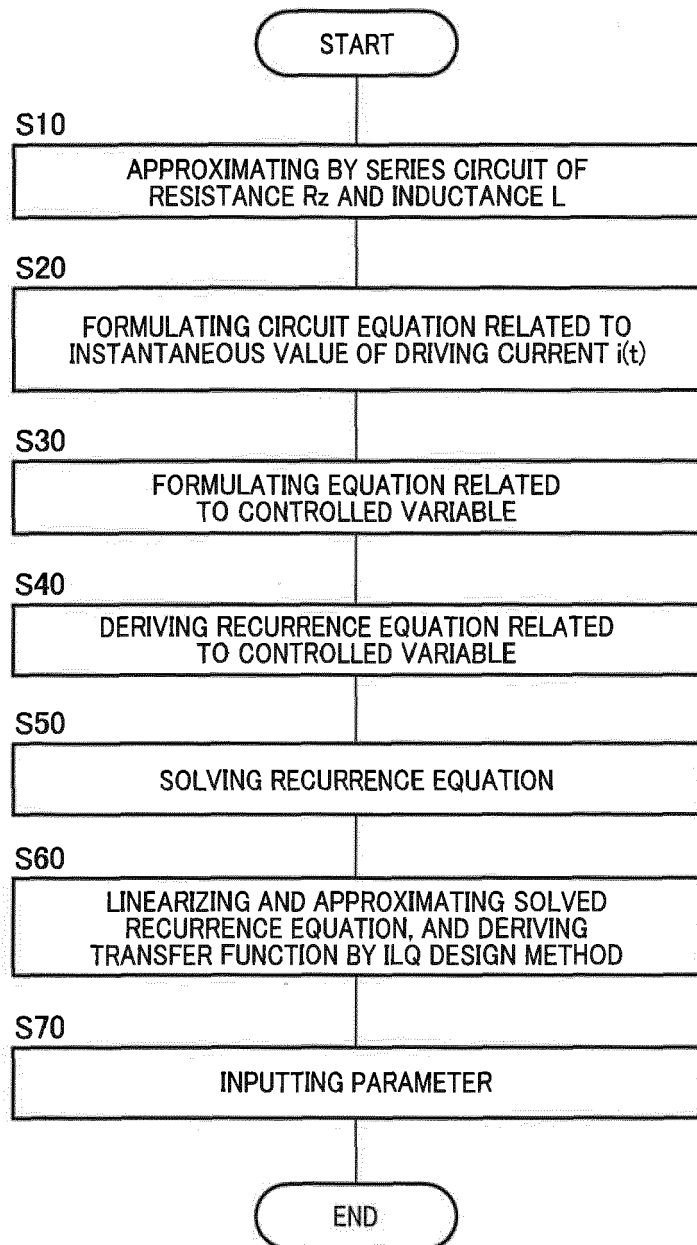 START
S10
APPROXIMATING BY SERIES CIRCUIT OF
RESISTANCE Rz AND INDUCTANCE L
S20
FORMULATING CIRCUIT EQUATION RELATED TO
INSTANTANEOUS VALUE OF DRIVING CURRENT i(t)
S30
FORMULATING EQUATION RELATED
TO CONTROLLED VARIABLE
S40
DERIVING RECURRENCE EQUATION RELATED
TO CONTROLLED VARIABLE
S50
SOLVING RECURRENCE EQUATION
S60
LINEARIZING AND APPROXIMATING SOLVED
RECURRENCE EQUATION, AND DERIVING
TRANSFER FUNCTION BY ILQ DESIGN METHOD
S70
INPUTTING PARAMETER
END